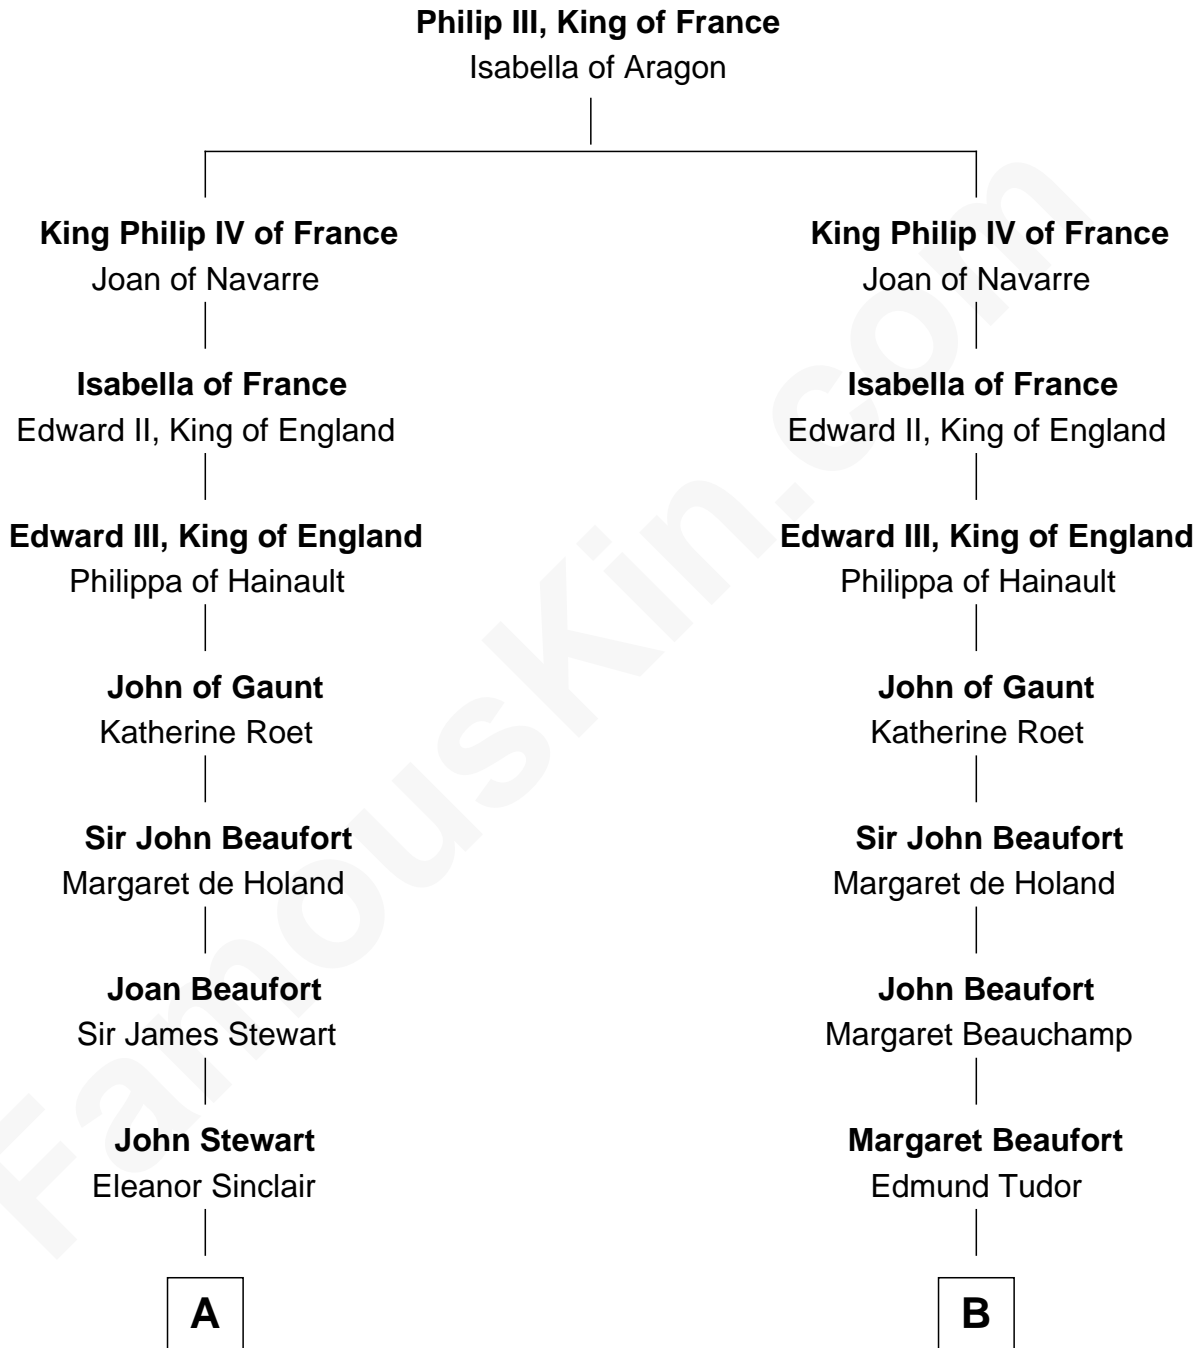 Philip III, King of France
Isabella of Aragon
King Philip IV of France
Joan of Navarre
Isabella of France
Edward II, King of England
Edward III, King of England
Philippa of Hainault
John of Gaunt
Katherine Roet
Sir John Beaufort
Margaret de Holand
Joan Beaufort
Sir James Stewart
John Stewart
Eleanor Sinclair
A
King Philip IV of France
Joan of Navarre
Isabella of France
Edward II, King of England
Edward III, King of England
Philippa of Hainault
John of Gaunt
Katherine Roet
Sir John Beaufort
Margaret de Holand
John Beaufort
Margaret Beauchamp
Margaret Beaufort
Edmund Tudor
B
FamousKin.com